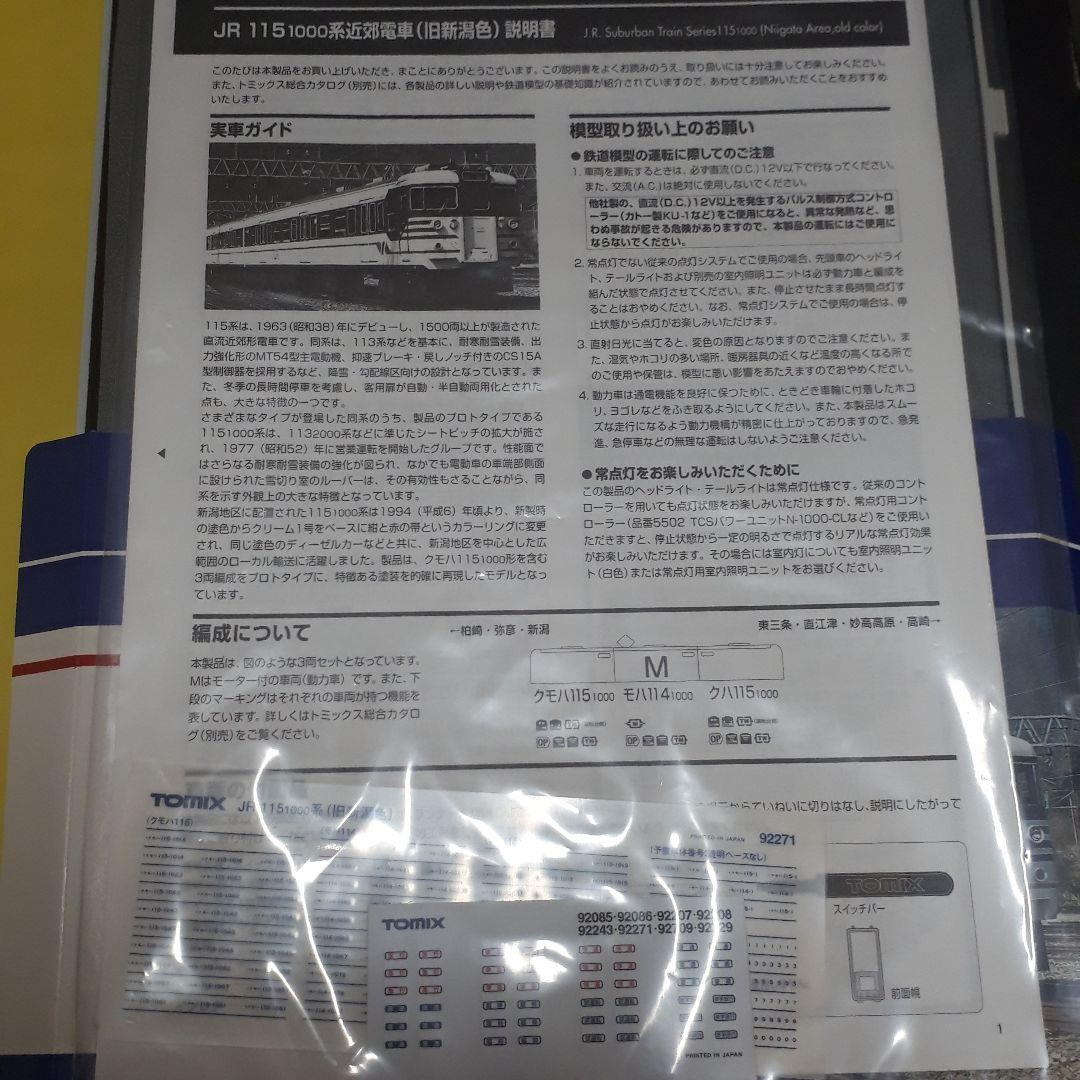 JR 1151000系近郊電車(旧新潟色)説明書
J.R. Suburban Train Series1151000 (Niigata Area,old color)
このたびは本製品をお買い上げいただき、まことにありがとうございます。この説明書をよくお読みのうえ、取り扱いには十分注意してお楽しみください。
また、トミックス総合カタログ(別売)には、各製品の詳しい説明や鉄道模型の基礎知識が紹介されていますので、あわせてお読みいただくことをおすすめ
いたします。
実車ガイド
115系は、1963(昭和38)年にデビューし、1500両以上が製造された
直流近郊形電車です。同系は、113系などを基本に、耐寒耐雪装備、出
力強化形のMT54型主電動機、抑速ブレーキ・戻しノッチ付きのCS15A
型制御器を採用するなど、降雪・勾配線区向けの設計となっています。ま
た、冬季の長時間停車を考慮し、客用扉が自動・半自動両用化とされた
点も、大きな特徴の一つです。
さまざまなタイプが登場した同系のうち、製品のプロトタイプである
1151000系は、1132000系などに準じたシートピッチの拡大が施さ
れ、1977(昭和52)年に営業運転を開始したグループです。性能面で
はさらなる耐寒耐雪装備の強化が図られ、なかでも電動車の車端部側面
に設けられた雪切り室のルーバーは、その有効性もさることながら、同
系を示す外観上の大きな特徴となっています。
新潟地区に配置された1151000系は1994(平成6)年頃より、新製時
の塗色からクリーム1号をベースに紺と赤の帯というカラーリングに変更
され、同じ塗色のディーゼルカーなどと共に、新潟地区を中心とした広
範囲のローカル輸送に活躍しました。製品は、クモハ1151000形を含む
3両編成をプロトタイプに、特徴ある塗装を的確に再現したモデルとなっ
ています。
模型取り扱い上のお願い
●鉄道模型の運転に際してのご注意
1. 車両を運転するときは、必ず直流(D.C.)12V以下で行なってください。
また、交流(A.C.)は絶対に使用しないでください。
他社製の、直流(D.C.)12V以上を発生するパルス制御方式コントロ
ーラー(カトー製KU-1など)をご使用になると、異常な発熱など、思
わぬ事故が起きる危険がありますので、本製品の運転にはご使用に
ならないでください。
2. 常点灯でない従来の点灯システムでご使用の場合、先頭車のヘッドライ
ト、テールライトおよび別売の室内照明ユニットは必ず動力車と編成を
組んだ状態で点灯させてください。また、停止させたまま長時間点灯す
ることはおやめください。なお、常点灯システムでご使用の場合は、停
止状態から点灯がお楽しみいただけます。
3. 直射日光に当てると、変色の原因となりますのでご注意ください。ま
た、湿気やホコリの多い場所、暖房器具の近くなど温度の高くなる所で
のご使用や保管は、模型に悪い影響をあたえますのでおやめください。
4. 動力車は通電機能を良好に保つために、ときどき車輪に付着したホコ
リ、ヨゴレなどをふき取るようにしてください。また、本製品はスムー
ズな走行になるよう動力機構が精密に仕上がっておりますので、急発
進、急停車などの無理な運転はしないようご注意ください。
●常点灯をお楽しみいただくために
この製品のヘッドライト・テールライトは常点灯仕様です。従来のコント
ローラーを用いても点灯状態をお楽しみいただけますが、常点灯用コント
ローラー(品番5502 TCSパワーユニットN-1000-CLなど)をご使用い
ただきますと、停止状態から一定の明るさで点灯するリアルな常点灯効果
がお楽しみいただけます。その場合には室内灯についても室内照明ユニッ
ト(白色)または常点灯用室内照明ユニットをお選びください。
編成について
本製品は、図のような3両セットとなっています。
Mはモーター付の車両(動力車)です。また、下
段のマーキングはそれぞれの車両が持つ機能を
表しています。詳しくはトミックス総合カタロ
グ(別売)をご覧ください。
←柏崎・弥彦・新潟
東三条・直江津・妙高高原・高崎→
M
クモハ1151000 モハ1141000 クハ1151000
からていねいに切りはなし、説明にしたがって
TOMIX JR 1151000系(旧新潟色)
(クモハ115)
PRINTED IN JAPAN 92271
TOMIX
スイッチバー
前面幌
TOMIX
92085・92086・92207・92208
92243・92271・92709・92729
PRINTED IN JAPAN
1